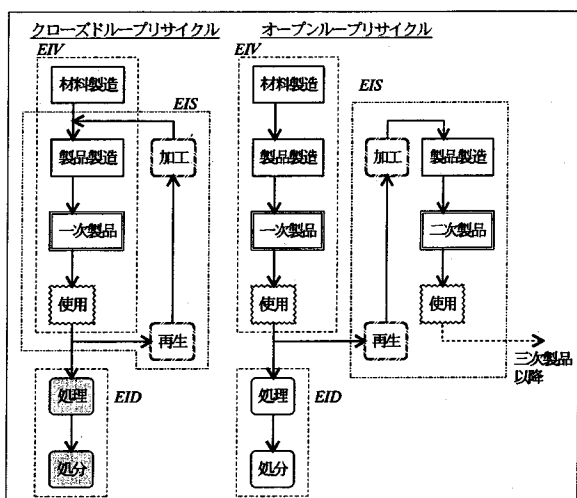 クローズドループリサイクル
EIV
材料製造
EIS
製品製造
加工
一次製品
使用
再生
処理
EID
処分
オープンループリサイクル
EIV
材料製造
EIS
製品製造
加工
製品製造
一次製品
二次製品
使用
使用
再生
三次製品
以降
処理
EID
処分